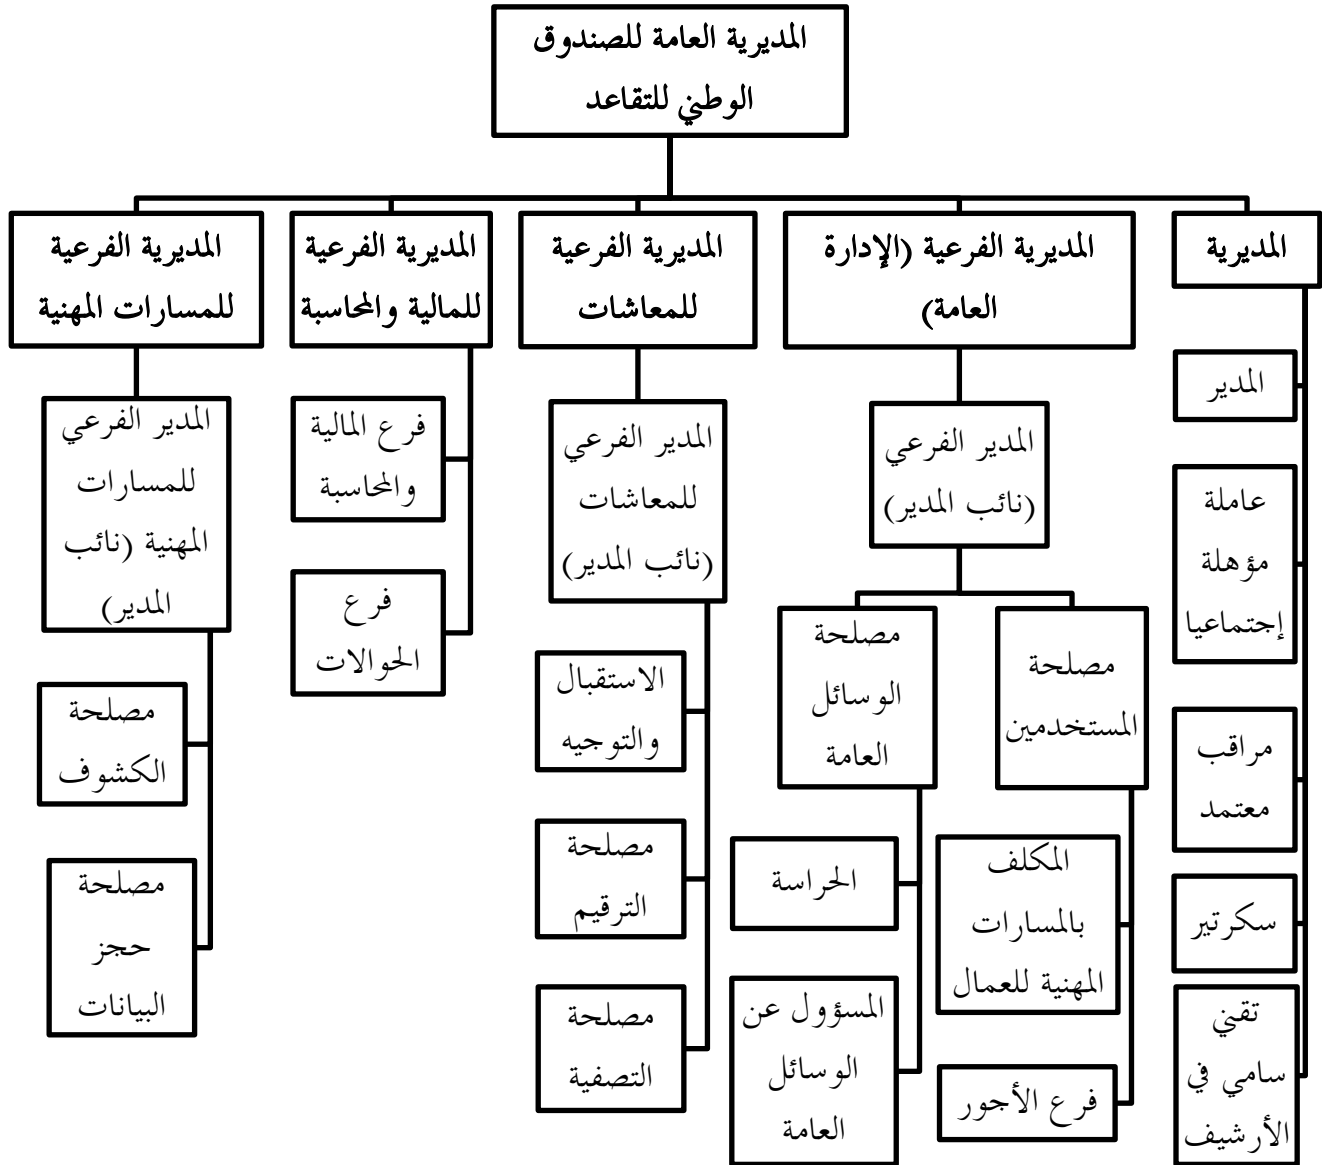 المديرية العامة للصندوق
الوطني للتقاعد
المديرية
المدير
عاملة
مؤهلة
إجتماعيا
مراقب
معتمد
سكرتير
تقني
سامي في
الأرشيف
المديرية الفرعية (الإدارة
العامة)
المدير الفرعي
(نائب المدير)
مصلحة
المستخدمين
المكلف
بالمسارات
المهنية للعمال
فرع الأجور
مصلحة
الوسائل
العامة
الحراسة
المسؤول عن
الوسائل
العامة
المديرية الفرعية
للمعاشات
المدير الفرعي
للمعاشات
(نائب المدير)
الاستقبال
والتوجيه
مصلحة
الترقيم
مصلحة
التصفية
المديرية الفرعية
للمالية والمحاسبة
فرع المالية
والمحاسبة
فرع
الحوالات
المديرية الفرعية
للمسارات المهنية
المدير الفرعي
للمسارات
المهنية (نائب
المدير)
مصلحة
الكشوف
مصلحة
حجز
البيانات